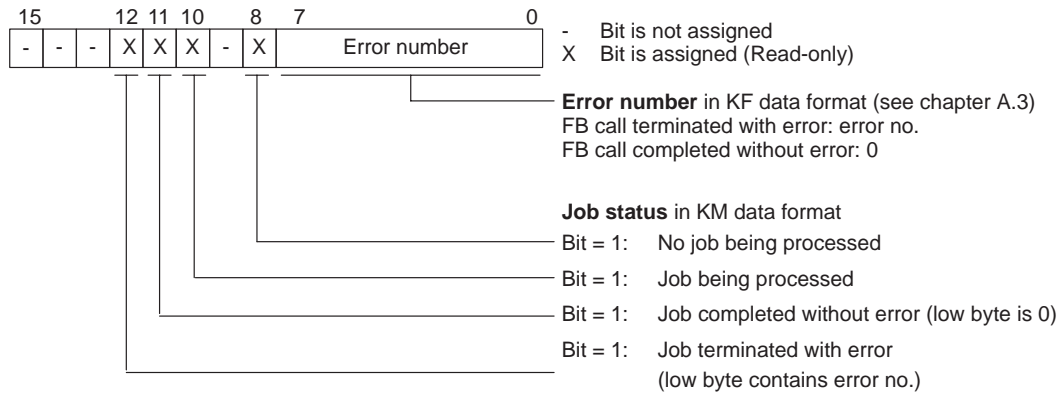 15 12 11 10 8 7 0
- - - X X X - X Error number
- Bit is not assigned
X Bit is assigned (Read-only)
Error number in KF data format (see chapter A.3)
FB call terminated with error: error no.
FB call completed without error: 0
Job status in KM data format
Bit = 1: No job being processed
Bit = 1: Job being processed
Bit = 1: Job completed without error (low byte is 0)
Bit = 1: Job terminated with error
(low byte contains error no.)